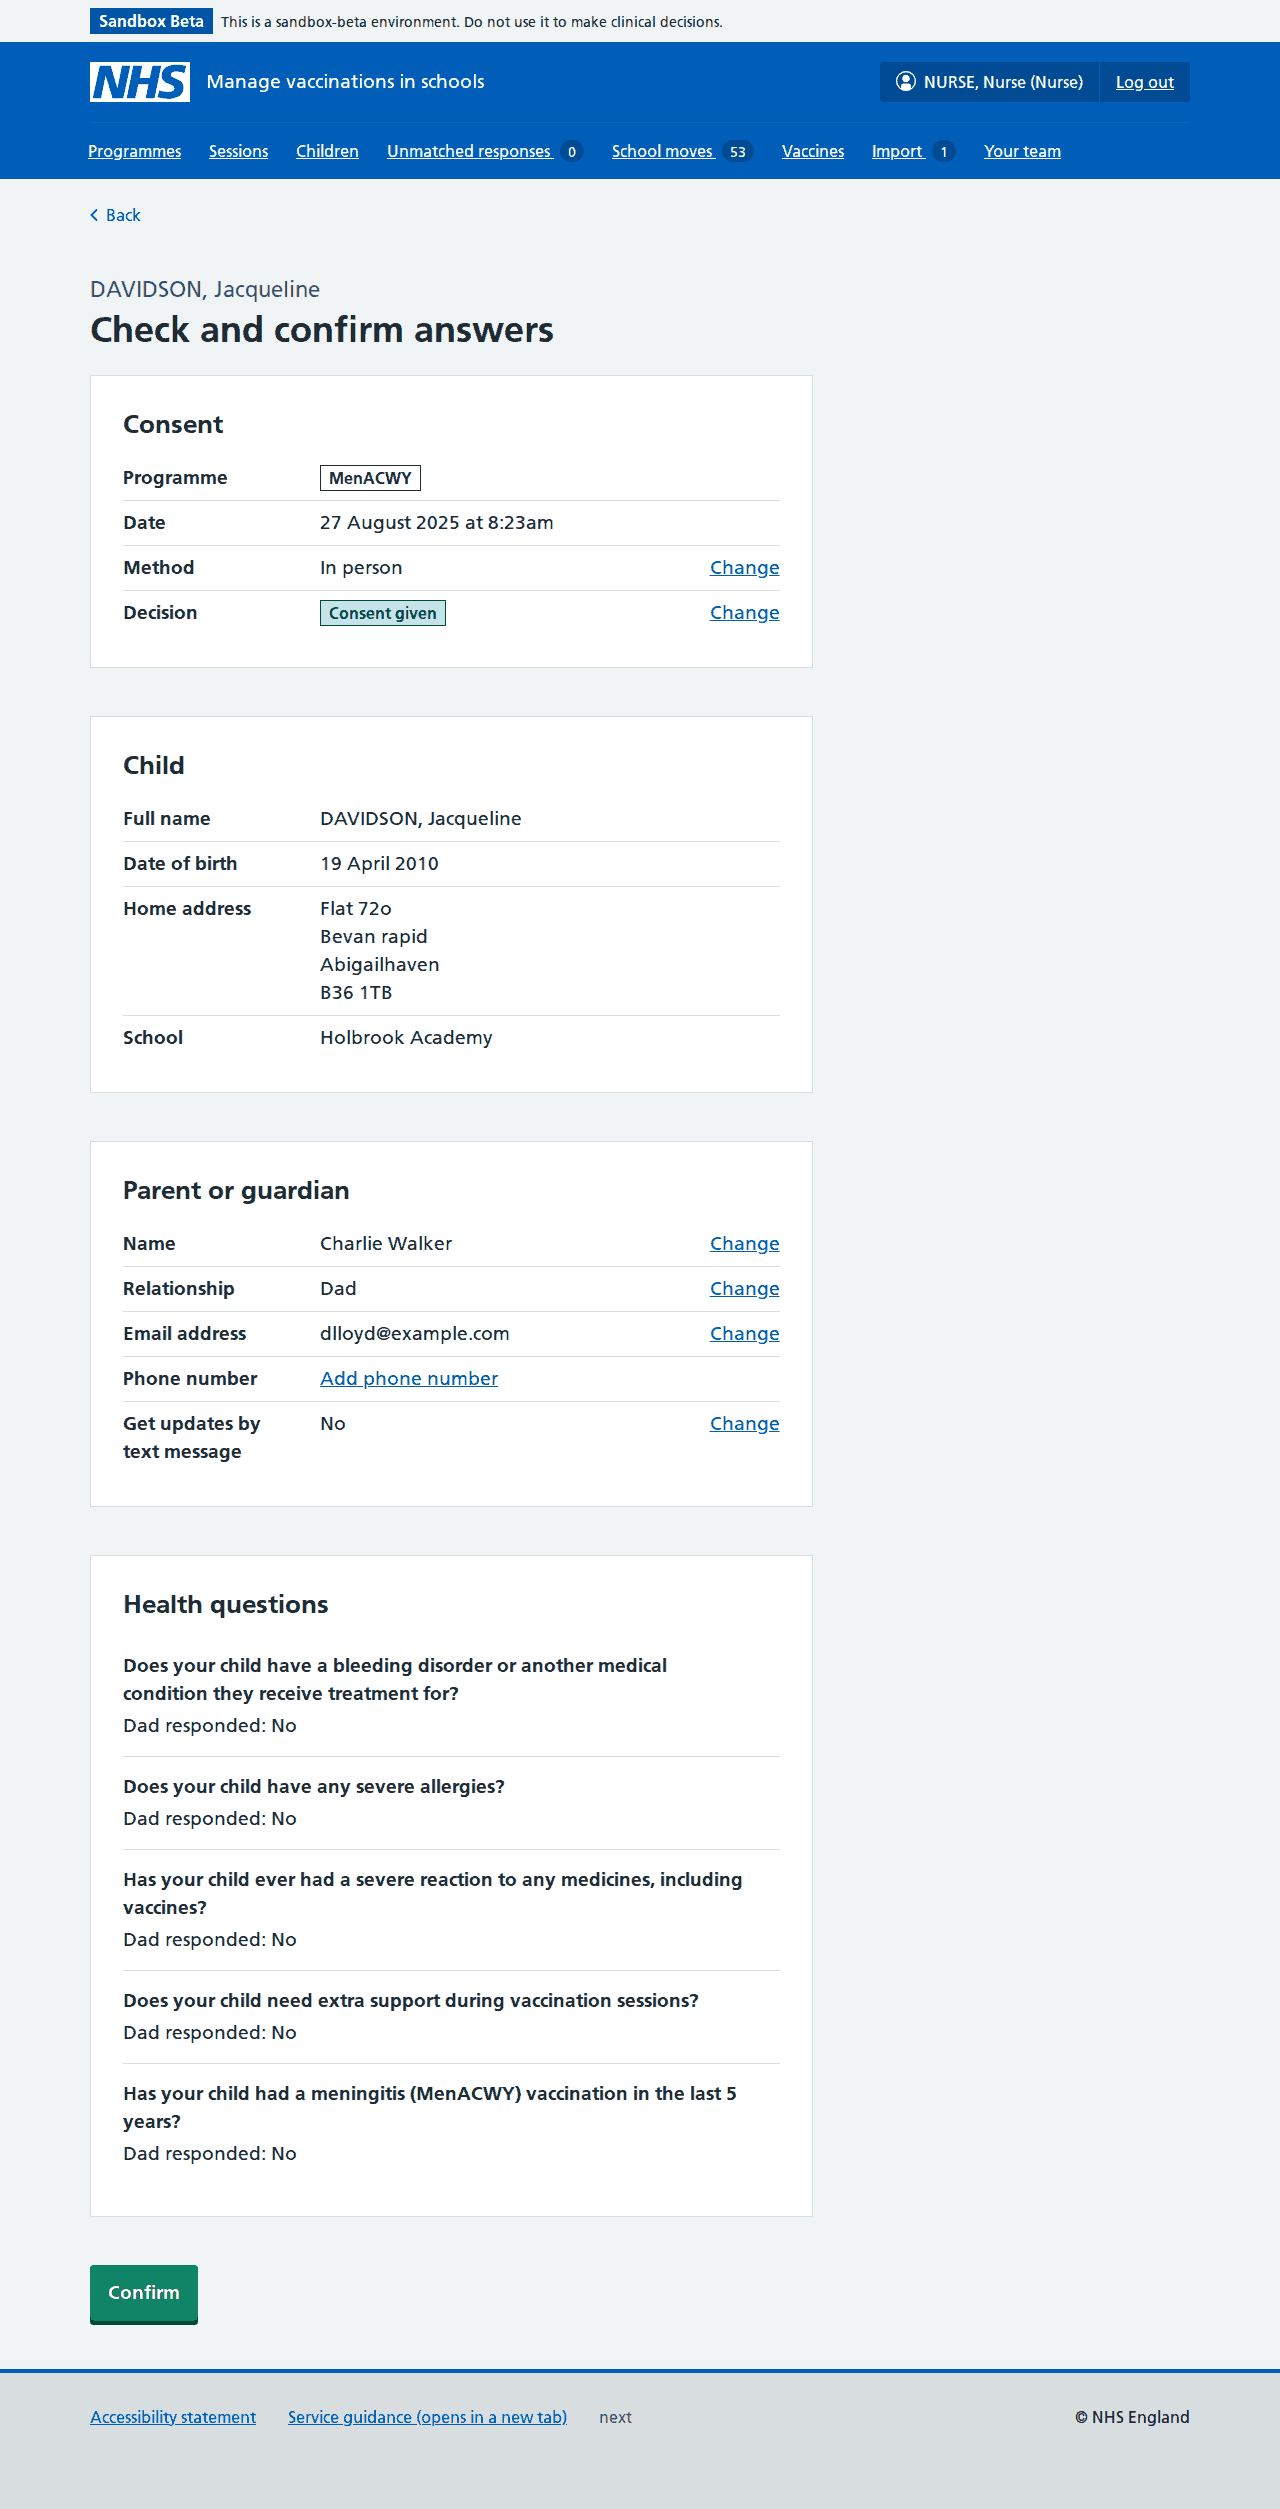 Sandbox Beta This is a sandbox-beta environment. Do not use it to make clinical decisions.
NHS Manage vaccinations in schools NURSE, Nurse (Nurse) Log out
Programmes Sessions Children Unmatched responses 0 School moves 53 Vaccines Import 1 Your team
Back
DAVIDSON, Jacqueline
Check and confirm answers
Consent
Programme MenACWY
Date 27 August 2025 at 8:23am
Method In person Change
Decision Consent given Change
Child
Full name DAVIDSON, Jacqueline
Date of birth 19 April 2010
Home address Flat 72o
Bevan rapid
Abigailhaven
B36 1TB
School Holbrook Academy
Parent or guardian
Name Charlie Walker Change
Relationship Dad Change
Email address dlloyd@example.com Change
Phone number Add phone number
Get updates by No Change
text message
Health questions
Does your child have a bleeding disorder or another medical
condition they receive treatment for?
Dad responded: No
Does your child have any severe allergies?
Dad responded: No
Has your child ever had a severe reaction to any medicines, including
vaccines?
Dad responded: No
Does your child need extra support during vaccination sessions?
Dad responded: No
Has your child had a meningitis (MenACWY) vaccination in the last 5
years?
Dad responded: No
Confirm
Accessibility statement Service guidance (opens in a new tab) next © NHS England